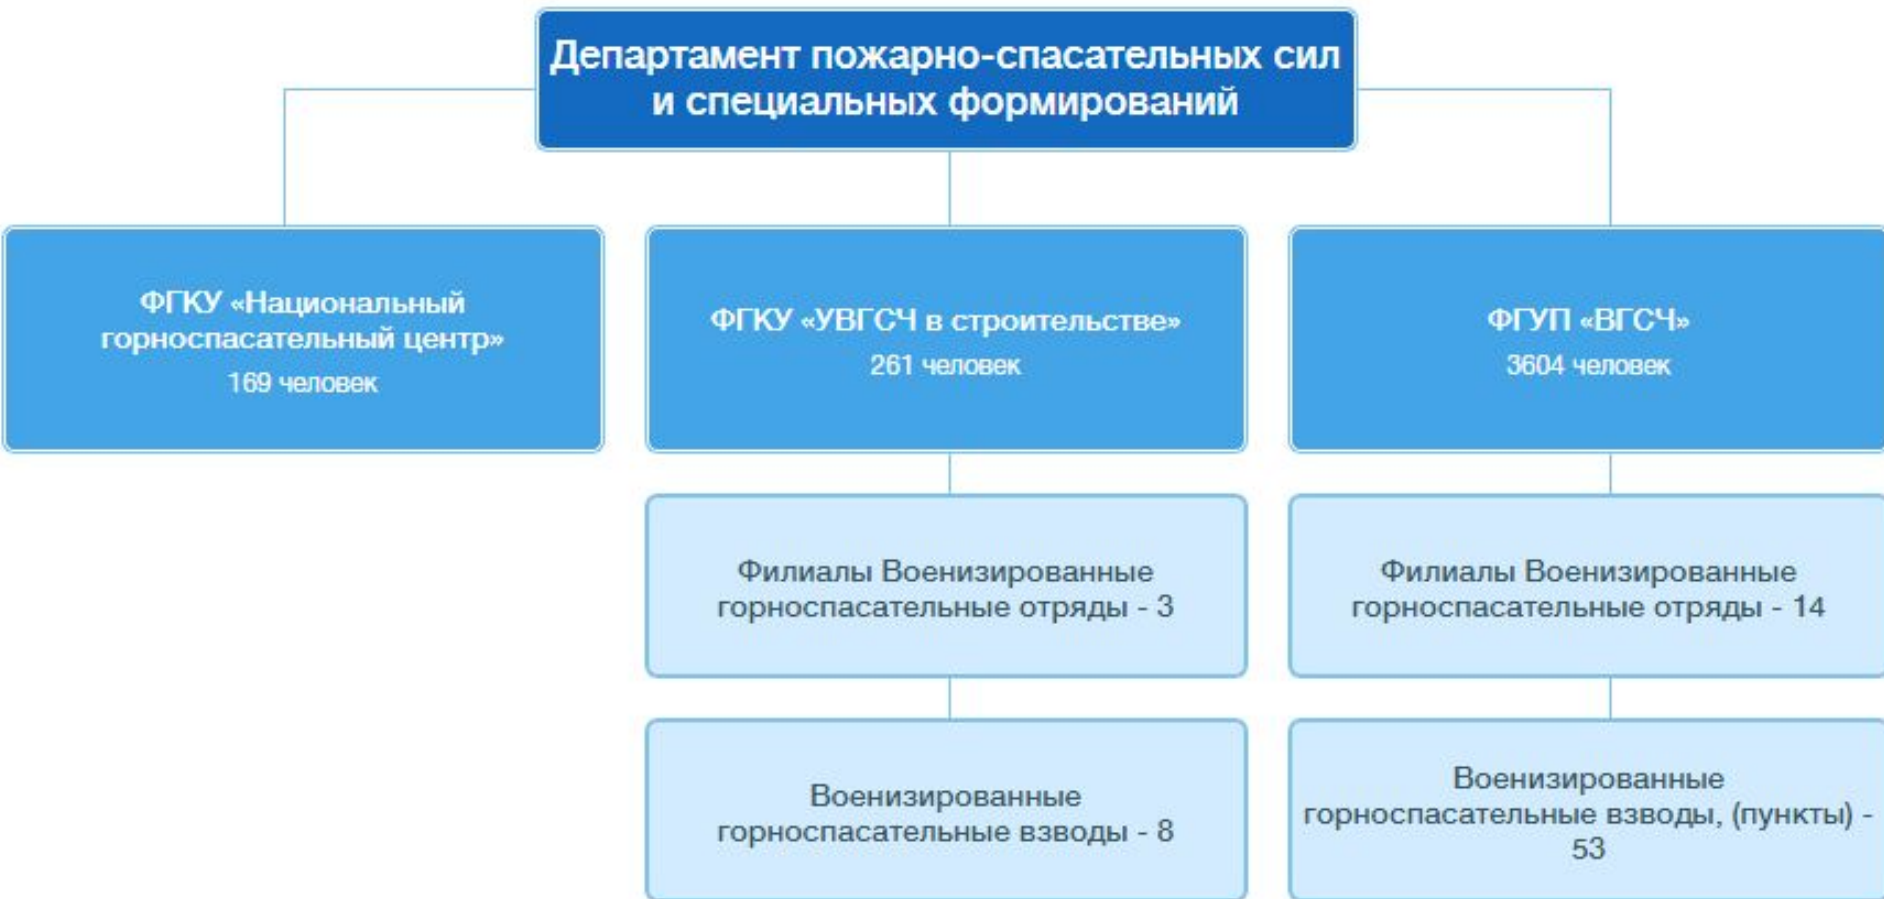 Департамент пожарно-спасательных сил
и специальных формирований
ФГКУ «Национальный
горноспасательный центр»
169 человек
ФГКУ «УВГСЧ в строительстве»
261 человек
ФГУП «ВГСЧ»
3604 человек
Филиалы Военизированные
горноспасательные отряды - 3
Филиалы Военизированные
горноспасательные отряды - 14
Военизированные
горноспасательные взводы - 8
Военизированные
горноспасательные взводы, (пункты) -
53